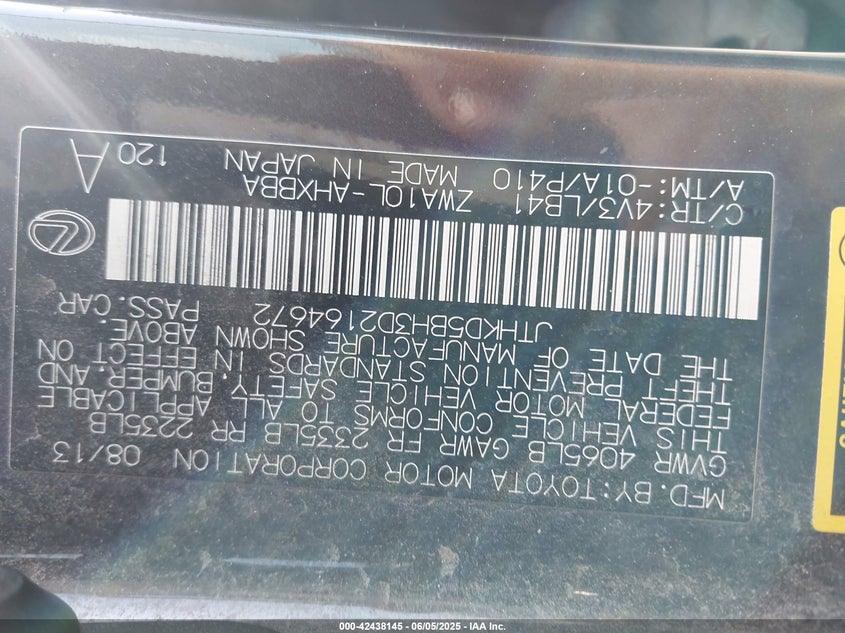 MFD.BY:TOYOTA MOTOR CORPORATION 08/13
GVWR 4065LB GAWR FR 2335LB RR 2235LB
THIS VEHICLE CONFORMS TO ALL APPLICABLE
FEDERAL MOTOR VEHICLE SAFETY, BUMPER,AND
THEFT PREVENTION STANDARDS IN EFFECT ON
THE DATE OF MANUFACTURE SHOWN ABOVE.
JTHKD5BH3D2164672 PASS.CAR
C/TR:4V3/LB41 ZWA10L-AHXBBA
A/TM:-01A/P410 MADE IN JAPAN 120 A
000-42438145 - 06/05/2025 - IAA Inc.